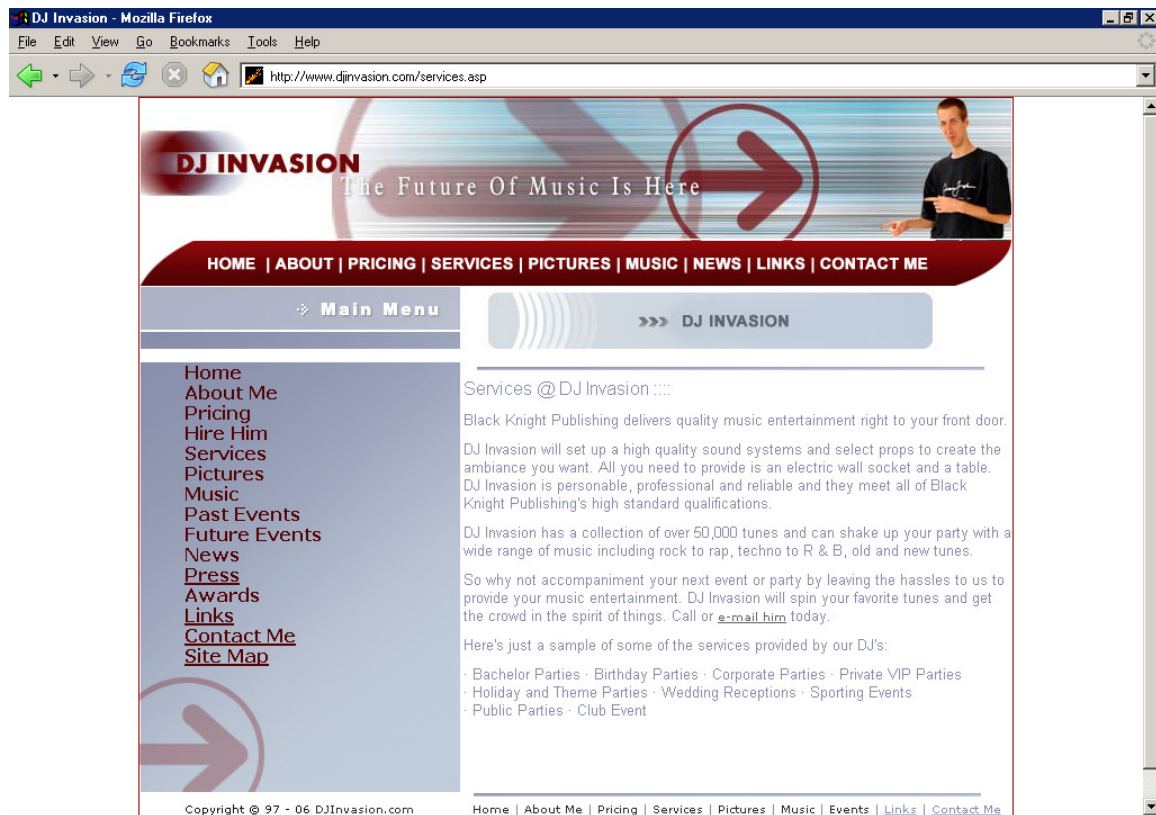 DJ Invasion - Mozilla Firefox
File Edit View Go Bookmarks Tools Help
http://www.djinvasion.com/services.asp
DJ INVASION
The Future Of Music Is Here
HOME | ABOUT | PRICING | SERVICES | PICTURES | MUSIC | NEWS | LINKS | CONTACT ME
Main Menu
>>> DJ INVASION
Home
About Me
Pricing
Hire Him
Services
Pictures
Music
Past Events
Future Events
News
Press
Awards
Links
Contact Me
Site Map
Services @ DJ Invasion ::::
Black Knight Publishing delivers quality music entertainment right to your front door.
DJ Invasion will set up a high quality sound systems and select props to create the
ambiance you want. All you need to provide is an electric wall socket and a table.
DJ Invasion is personable, professional and reliable and they meet all of Black
Knight Publishing's high standard qualifications.
DJ Invasion has a collection of over 50,000 tunes and can shake up your party with a
wide range of music including rock to rap, techno to R & B, old and new tunes.
So why not accompaniment your next event or party by leaving the hassles to us to
provide your music entertainment. DJ Invasion will spin your favorite tunes and get
the crowd in the spirit of things. Call or e-mail him today.
Here's just a sample of some of the services provided by our DJ's:
· Bachelor Parties · Birthday Parties · Corporate Parties · Private VIP Parties
· Holiday and Theme Parties · Wedding Receptions · Sporting Events
· Public Parties · Club Event
Copyright © 97 - 06 DJInvasion.com
Home | About Me | Pricing | Services | Pictures | Music | Events | Links | Contact Me